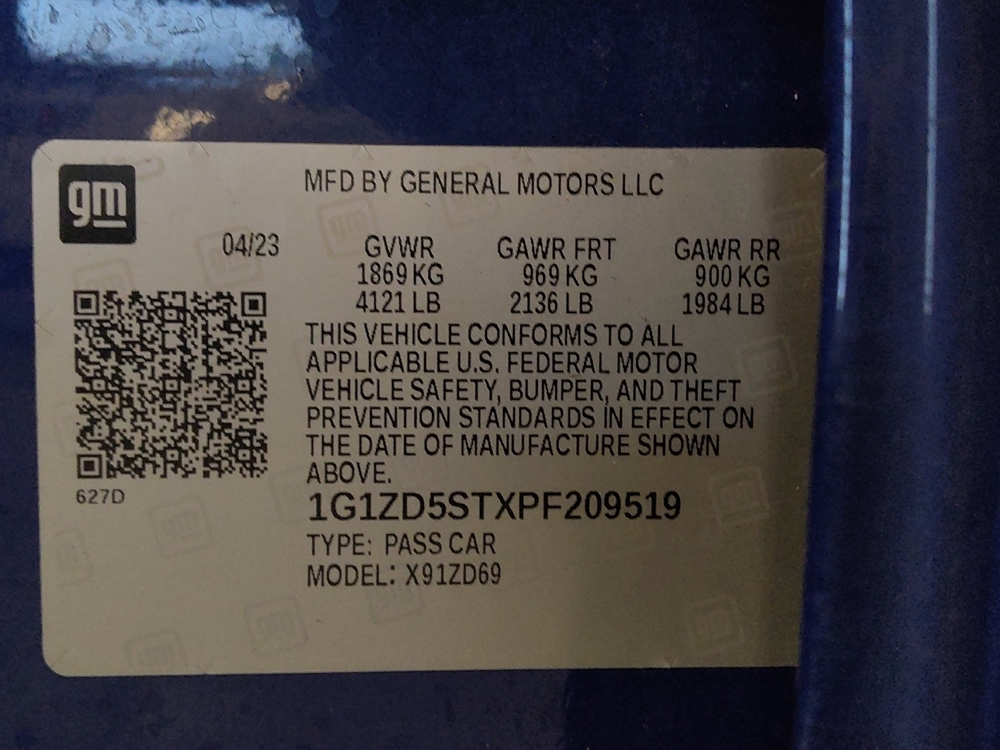 gm
MFD BY GENERAL MOTORS LLC
04/23 GVWR GAWR FRT GAWR RR
1869 KG 969 KG 900 KG
4121 LB 2136 LB 1984 LB
THIS VEHICLE CONFORMS TO ALL
APPLICABLE U.S. FEDERAL MOTOR
VEHICLE SAFETY, BUMPER, AND THEFT
PREVENTION STANDARDS IN EFFECT ON
THE DATE OF MANUFACTURE SHOWN
ABOVE.
627D
1G1ZD5STXPF209519
TYPE: PASS CAR
MODEL: X91ZD69